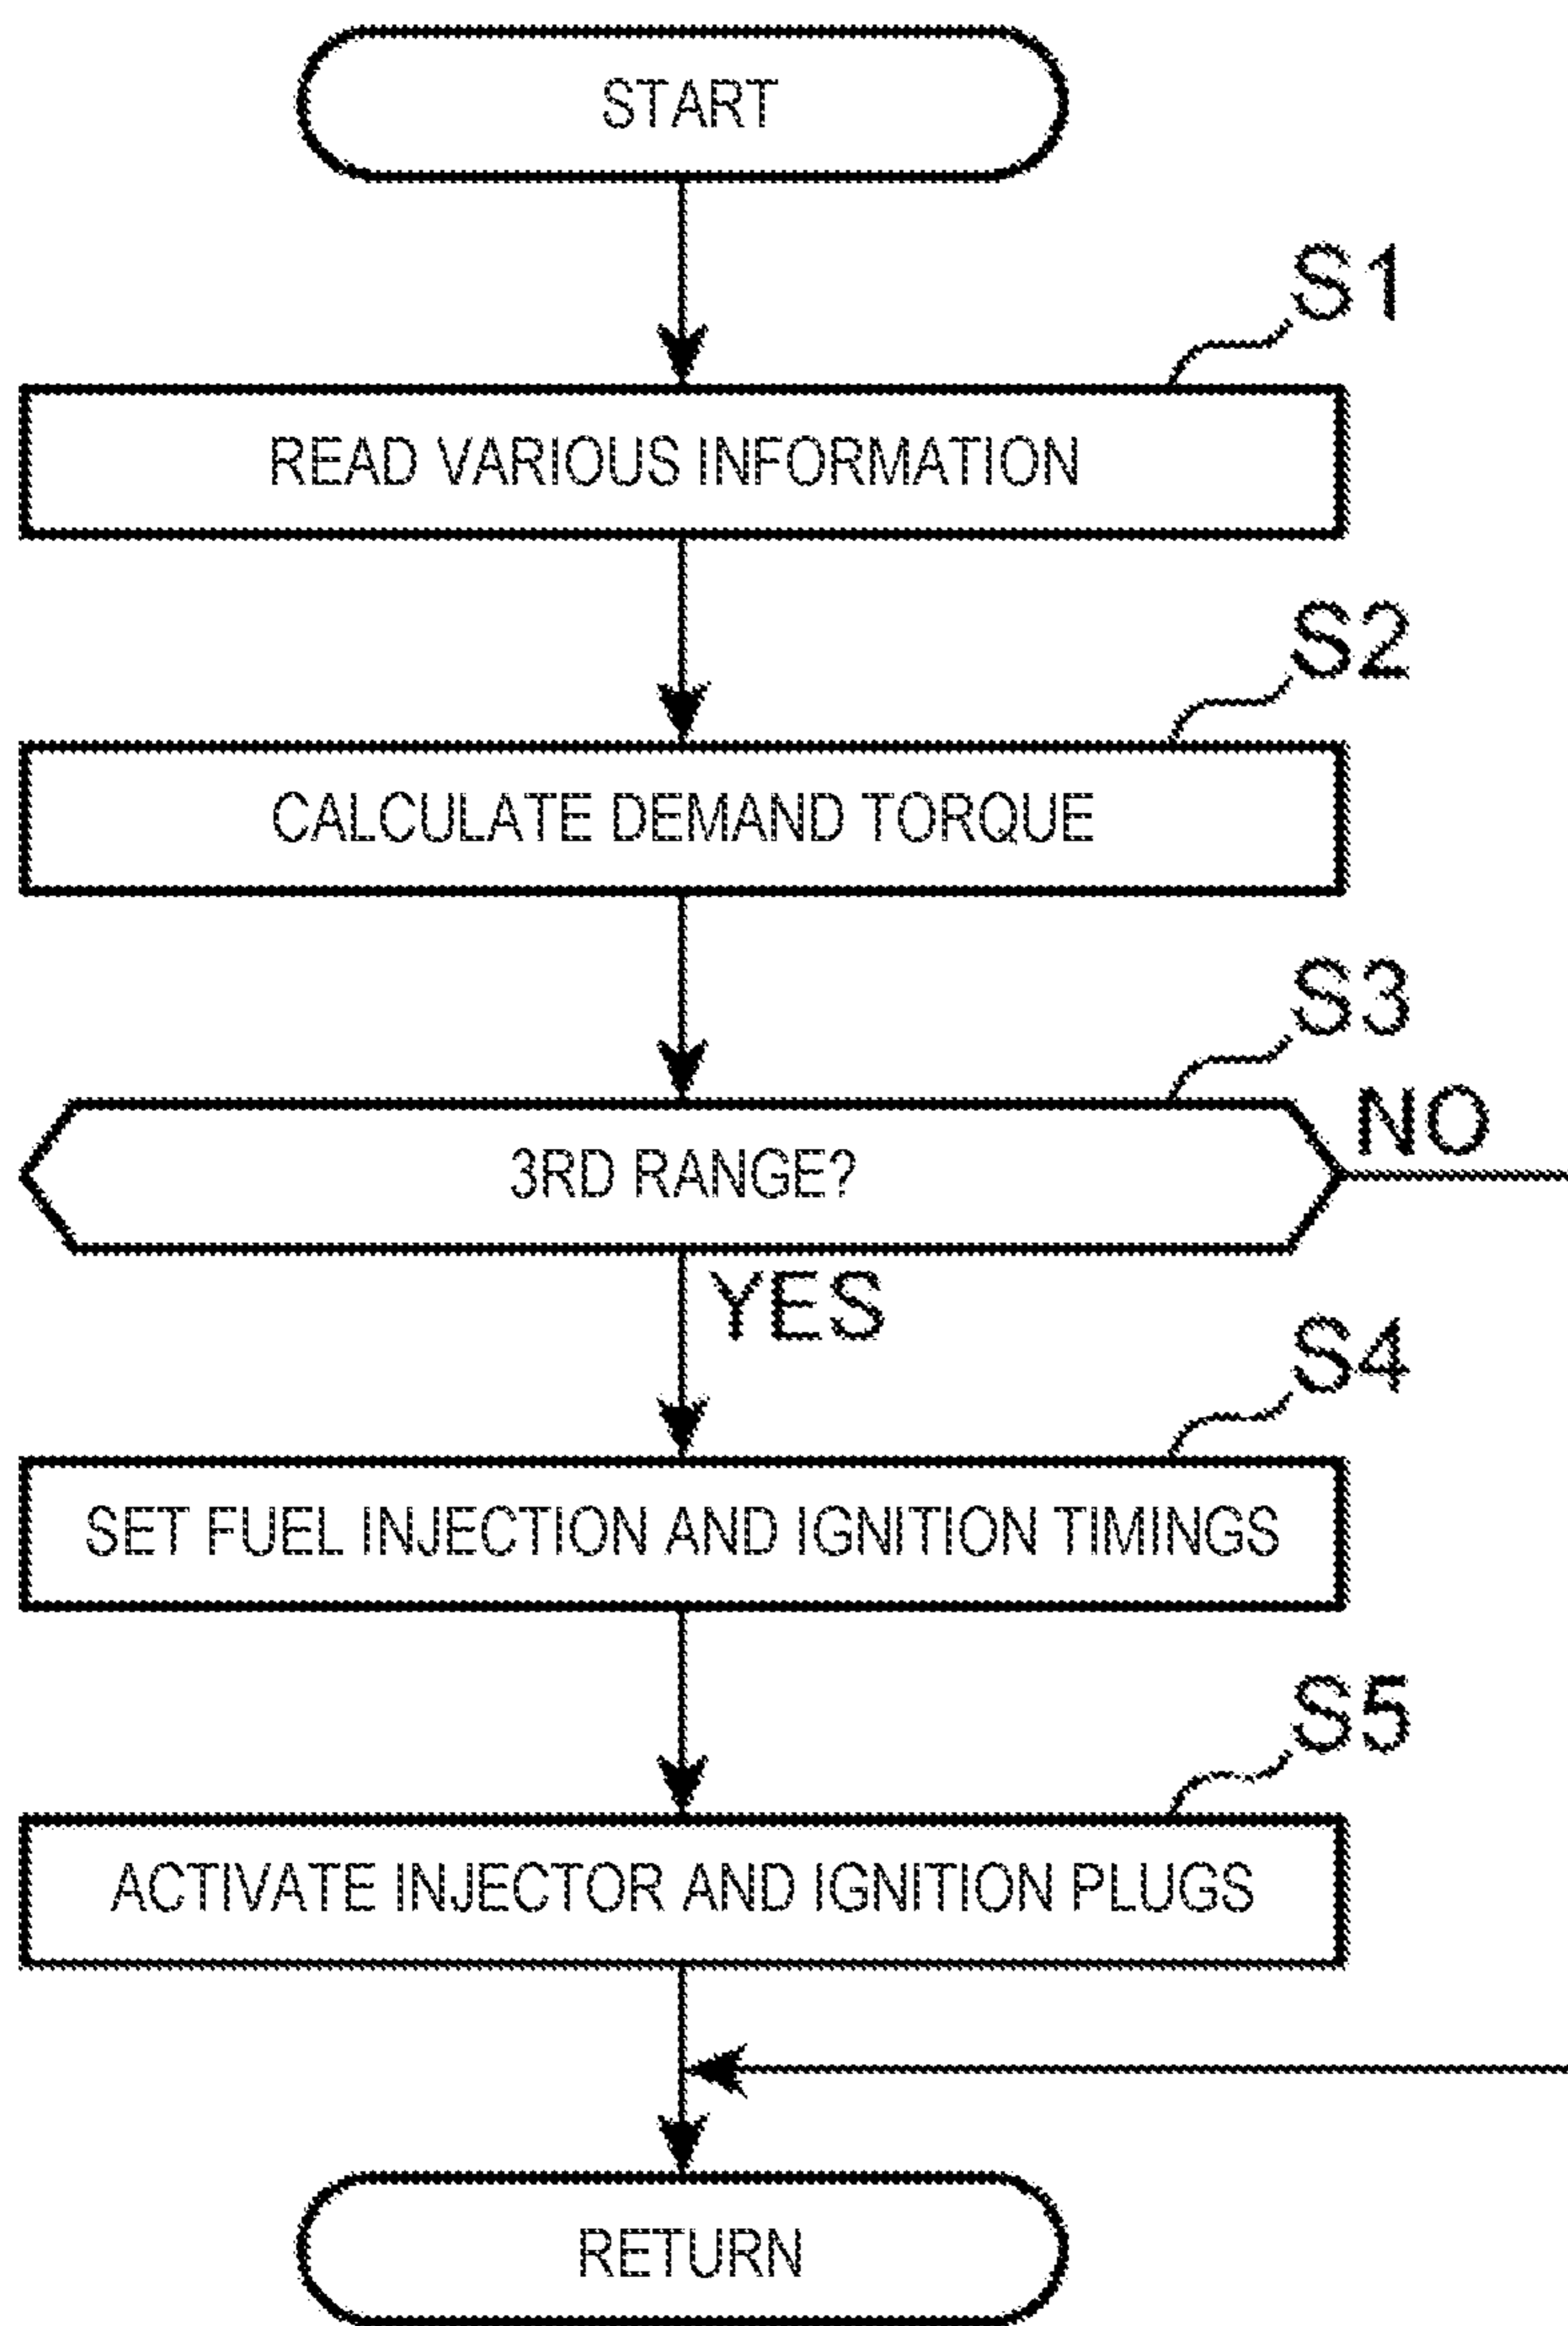 START
S1
READ VARIOUS INFORMATION
S2
CALCULATE DEMAND TORQUE
S3
3RD RANGE?
NO
YES
S4
SET FUEL INJECTION AND IGNITION TIMINGS
S5
ACTIVATE INJECTOR AND IGNITION PLUGS
RETURN